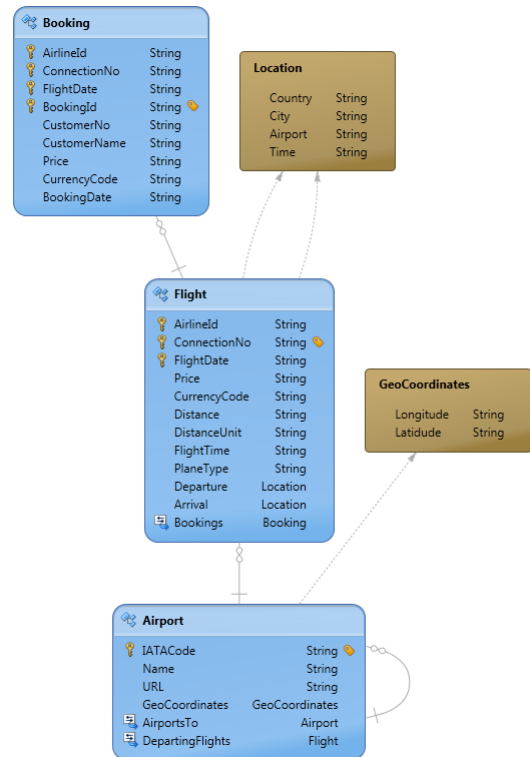 Booking
AirlineId String
ConnectionNo String
FlightDate String
BookingId String
CustomerNo String
CustomerName String
Price String
CurrencyCode String
BookingDate String
Location
Country String
City String
Airport String
Time String
Flight
AirlineId String
ConnectionNo String
FlightDate String
Price String
CurrencyCode String
Distance String
DistanceUnit String
FlightTime String
PlaneType String
Departure Location
Arrival Location
Bookings Booking
GeoCoordinates
Longitude String
Latidude String
Airport
IATACode String
Name String
URL String
GeoCoordinates GeoCoordinates
AirportsTo Airport
DepartingFlights Flight